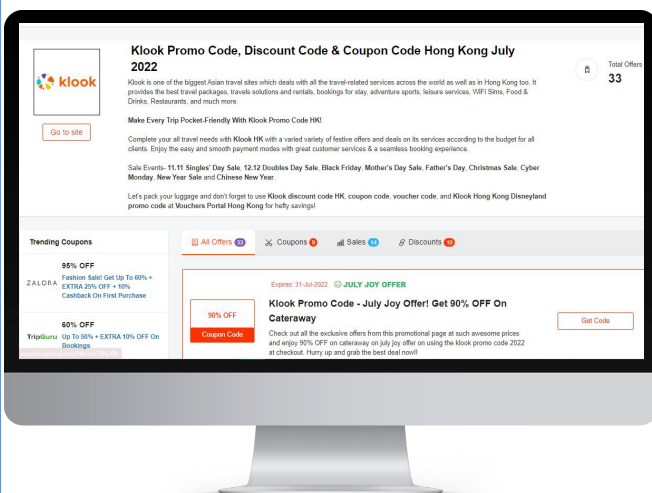 Klook Promo Code, Discount Code & Coupon Code Hong Kong July
2022
Total Offers
33
klook
Go to site
Klook is one of the biggest Asian travel sites which deals with all the travel-related services across the world as well as in Hong Kong too. It
provides the best travel packages, travels solutions and rentals, bookings for stay, adventure sports, leisure services, WiFi Sims, Food &
Drinks, Restaurants, and much more.
Make Every Trip Pocket-Friendly With Klook Promo Code HK!
Complete your all travel needs with Klook HK with a varied variety of festive offers and deals on its services according to the budget for all
clients. Enjoy the easy and smooth payment modes with great customer services & a seamless booking experience.
Sale Events- 11.11 Singles' Day Sale, 12.12 Doubles Day Sale, Black Friday, Mother's Day Sale, Father's Day, Christmas Sale, Cyber
Monday, New Year Sale and Chinese New Year.
Let's pack your luggage and don't forget to use Klook discount code HK, coupon code, voucher code, and Klook Hong Kong Disneyland
promo code at Vouchers Portal Hong Kong for hefty savings!
Trending Coupons
95% OFF
ZALORA
Fashion Sale! Get Up To 60% +
EXTRA 25% OFF + 10%
Cashback On First Purchase
60% OFF
TripGuru
Up To 50% + EXTRA 10% OFF On
Bookings
All Offers 33
Coupons 9
Sales 14
Discounts 10
Expires: 31-Jul-2022 JULY JOY OFFER
90% OFF
Coupon Code
Klook Promo Code - July Joy Offer! Get 90% OFF On
Cateraway
Check out all the exclusive offers from this promotional page at such awesome prices
and enjoy 90% OFF on cateraway on july joy offer on using the klook promo code 2022
at checkout. Hurry up and grab the best deal now!!
Get Code